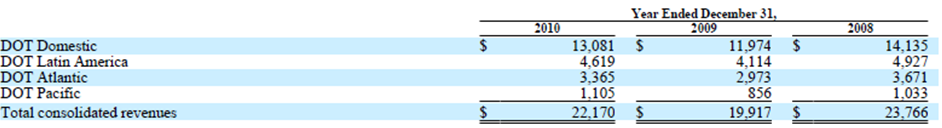 Year Ended December 31,
2010 2009 2008
DOT Domestic $ 13,081 $ 11,974 $ 14,135
DOT Latin America 4,619 4,114 4,927
DOT Atlantic 3,365 2,973 3,671
DOT Pacific 1,105 856 1,033
Total consolidated revenues $ 22,170 $ 19,917 $ 23,766